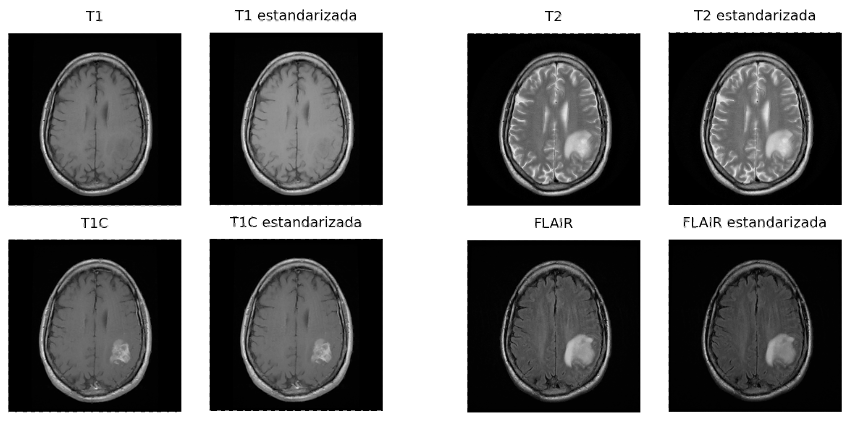 T1
T1 estandarizada
T2
T2 estandarizada
T1C
T1C estandarizada
FLAIR
FLAIR estandarizada